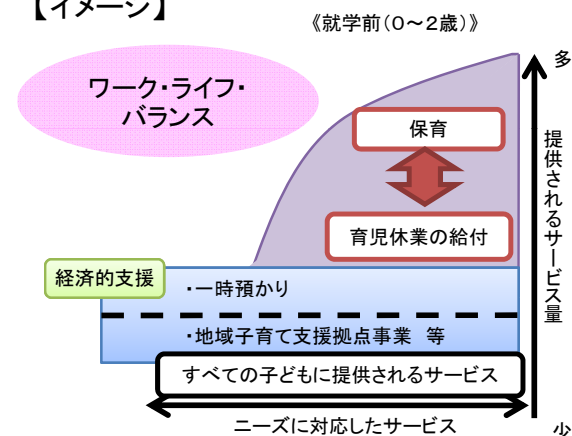 【イメージ】
《就学前(０～２歳)》
ワーク・ライフ・
バランス
多
保育
提供されるサービス量
育児休業の給付
経済的支援
・一時預かり
・地域子育て支援拠点事業 等
すべての子どもに提供されるサービス
ニーズに対応したサービス
少